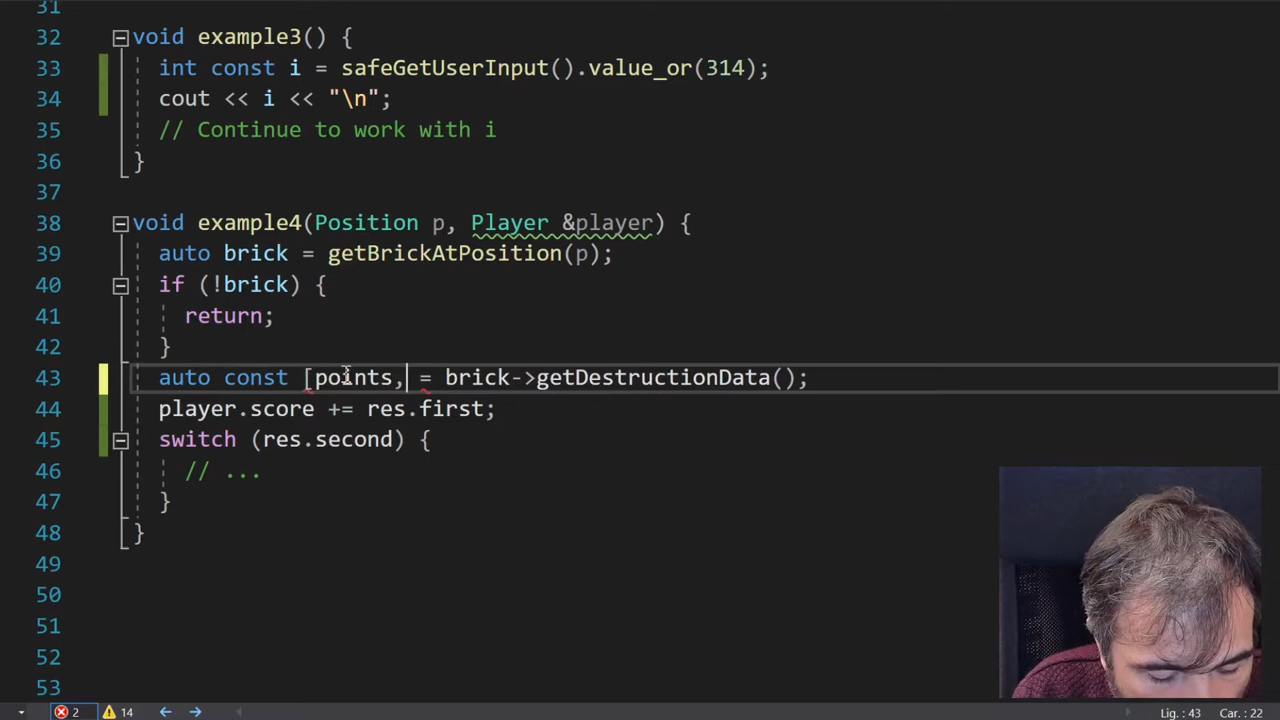 31
32 void example3() {
33 int const i = safeGetUserInput().value_or(314);
34 cout << i << "\n";
35 // Continue to work with i
36 }
37
38 void example4(Position p, Player &player) {
39 auto brick = getBrickAtPosition(p);
40 if (!brick) {
41 return;
42 }
43 auto const [points, = brick->getDestructionData();
44 player.score += res.first;
45 switch (res.second) {
46 // ...
47 }
48 }
49
50
51
52
53
2 14 Lig. : 43 Car. : 22